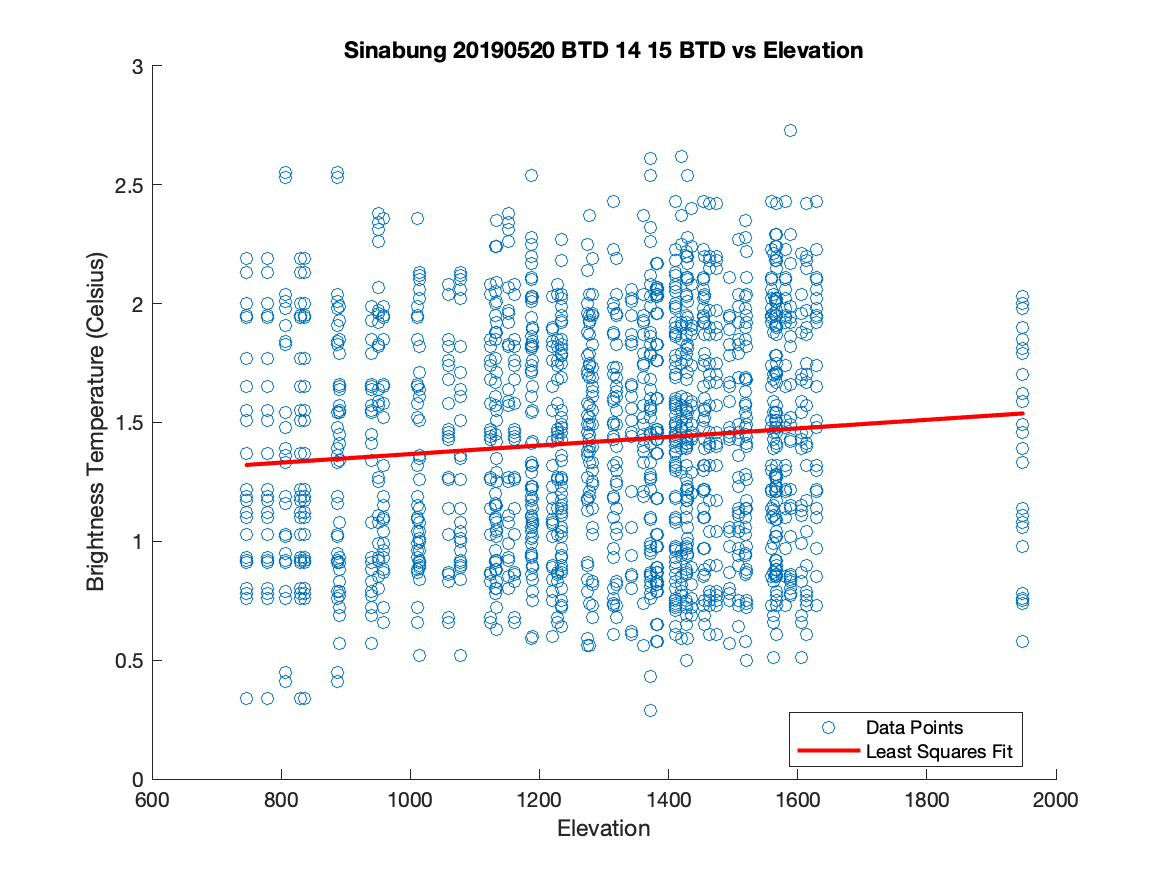 Sinabung 20190520 BTD 14 15 BTD vs Elevation
3
2.5
2
1.5
1
0.5
0
Brightness Temperature (Celsius)
600 800 1000 1200 1400 1600 1800 2000
Elevation
Data Points
Least Squares Fit